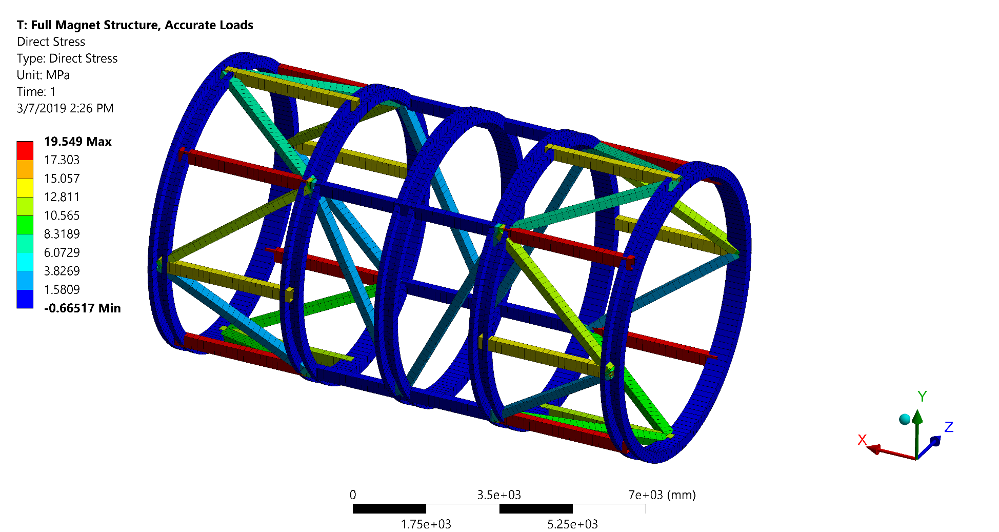 T: Full Magnet Structure, Accurate Loads
Direct Stress
Type: Direct Stress
Unit: MPa
Time: 1
3/7/2019 2:26 PM
19.549 Max
17.303
15.057
12.811
10.565
8.3189
6.0729
3.8269
1.5809
-0.66517 Min
Y
Z
X
0
3.5e+03
7e+03 (mm)
1.75e+03
5.25e+03